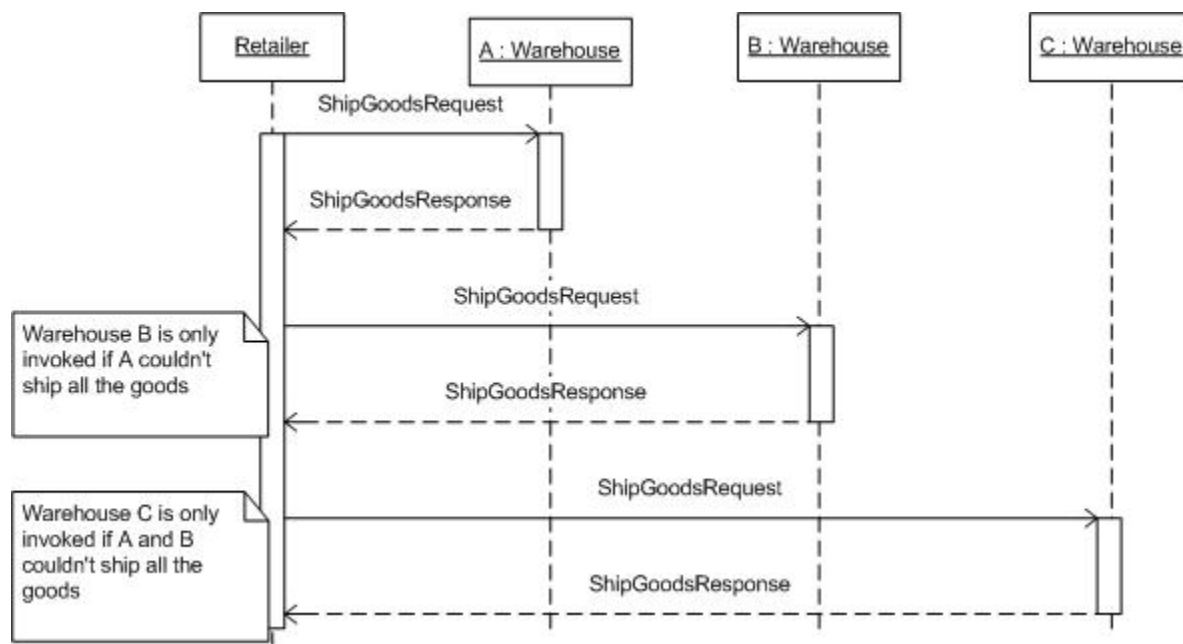 Retailer
A : Warehouse
B : Warehouse
C : Warehouse
ShipGoodsRequest
ShipGoodsResponse
ShipGoodsRequest
Warehouse B is only
invoked if A couldn't
ship all the goods
ShipGoodsResponse
ShipGoodsRequest
Warehouse C is only
invoked if A and B
couldn't ship all the
goods
ShipGoodsResponse